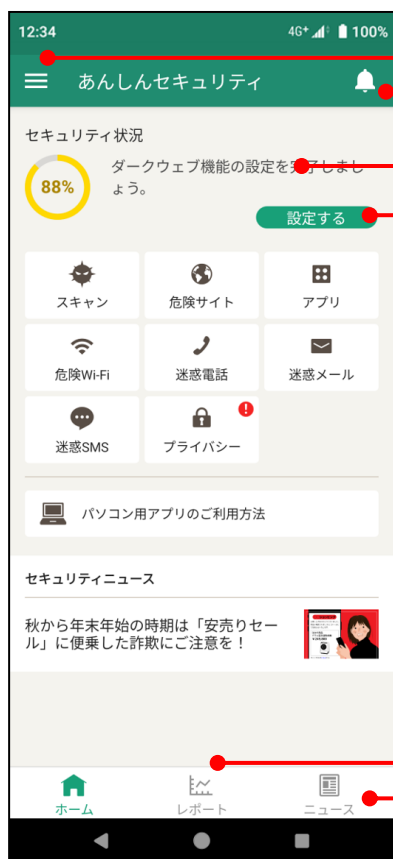 12:34 4G+ 100%
あんしんセキュリティ
セキュリティ状況
88%
ダークウェブ機能の設定を完了しまし
ょう。
設定する
スキャン 危険サイト アプリ
危険Wi-Fi 迷惑電話 迷惑メール
迷惑SMS プライバシー
パソコン用アプリのご利用方法
セキュリティニュース
秋から年末年始の時期は「安売りセー
ル」に便乗した詐欺にご注意を！
ホーム レポート ニュース